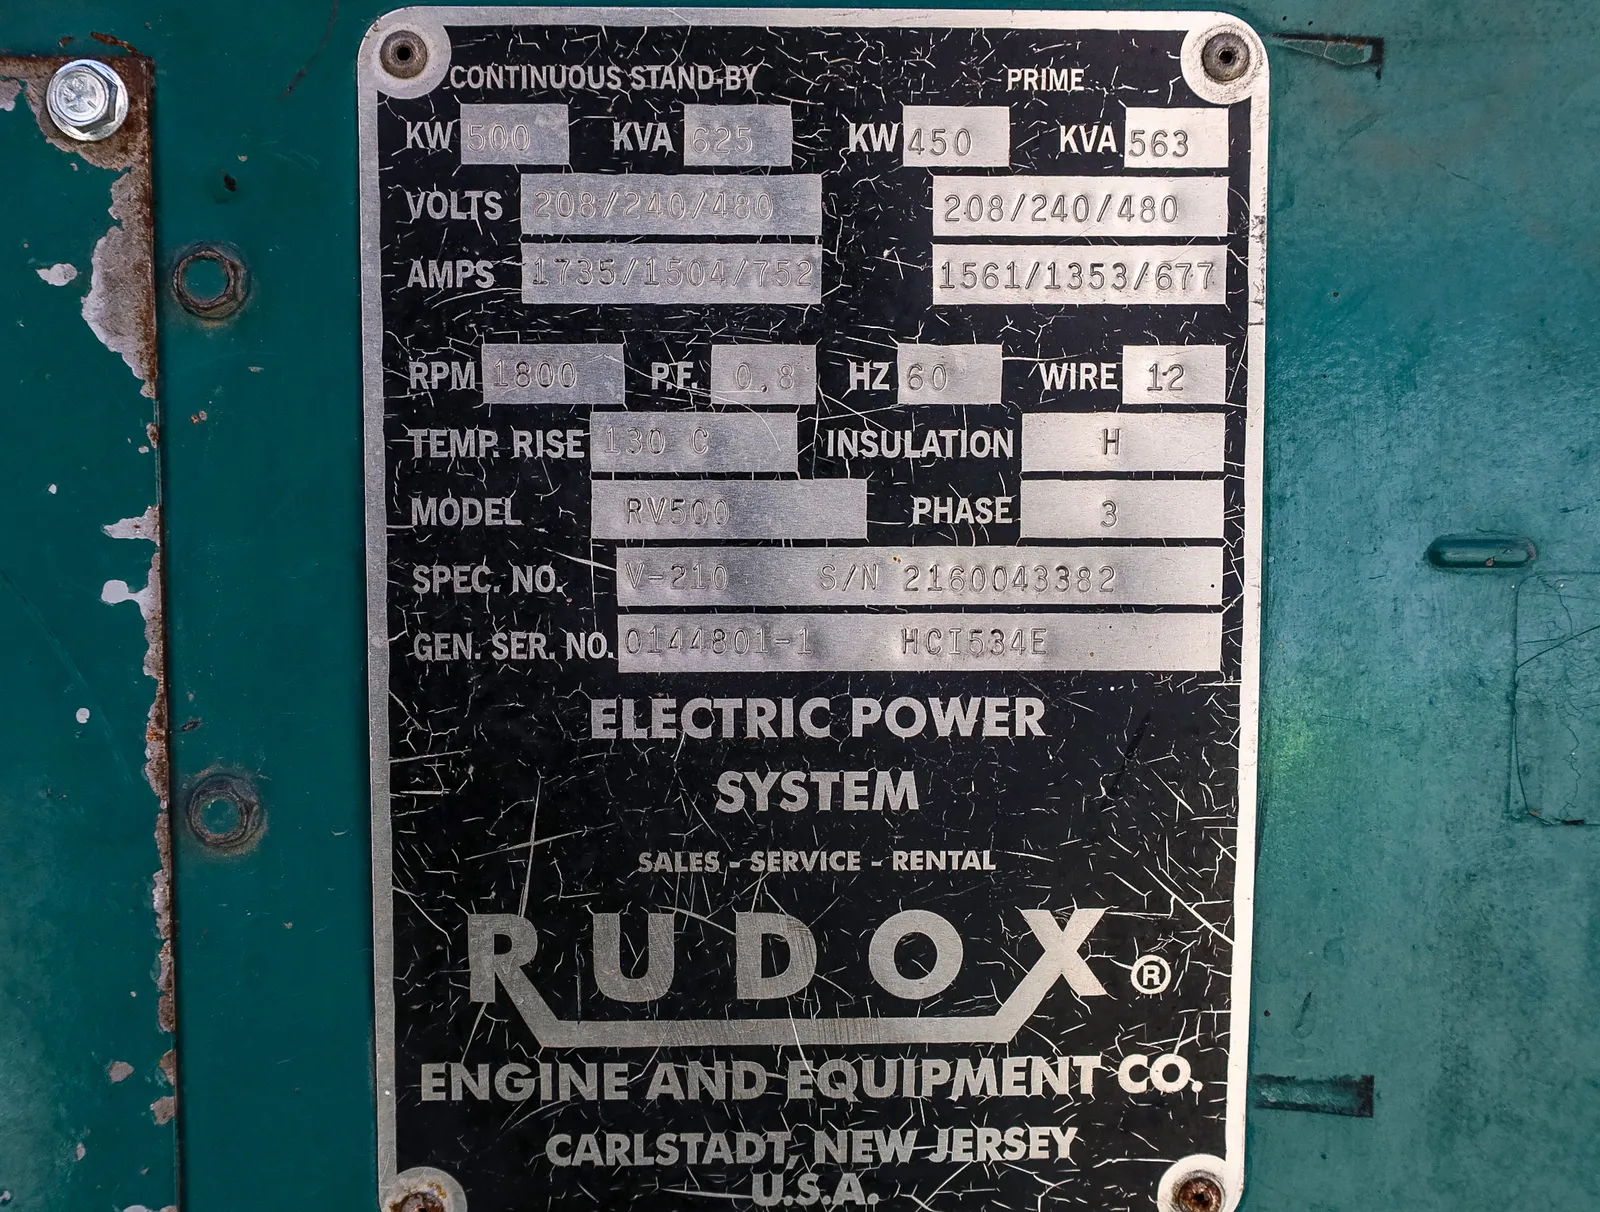 CONTINUOUS STAND-BY PRIME
KW 500 KVA 625 KW 450 KVA 563
VOLTS 208/240/480 208/240/480
AMPS 1735/1504/752 1561/1353/677
RPM 1800 P.F. 0.8 HZ 60 WIRE 12
TEMP. RISE 130 C INSULATION H
MODEL RV500 PHASE 3
SPEC. NO. V-210 S/N 2160043382
GEN. SER. NO. 0144801-1 HCI534E
ELECTRIC POWER
SYSTEM
SALES - SERVICE - RENTAL
RUDOX ®
ENGINE AND EQUIPMENT CO.
CARLSTADT, NEW JERSEY
U.S.A.